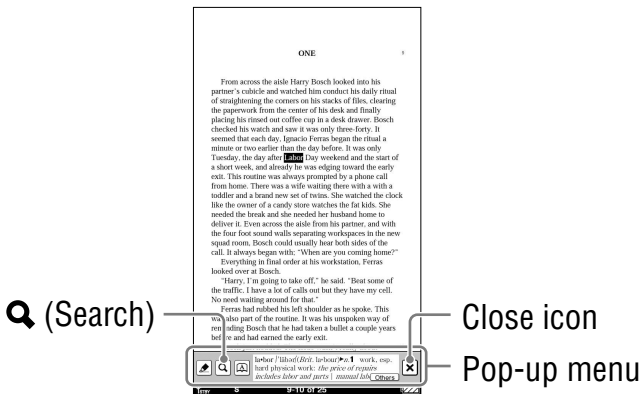 ONE
8
From across the aisle Harry Bosch looked into his
partner's cubicle and watched him conduct his daily ritual
of straightening the corners on his stacks of files, clearing
the paperwork from the center of his desk and finally
placing his rinsed out coffee cup in a desk drawer. Bosch
checked his watch and saw it was only three-forty. It
seemed that each day, Ignacio Ferras began the ritual a
minute or two earlier than the day before. It was only
Tuesday, the day after Labor Day weekend and the start of
a short week, and already he was edging toward the early
exit. This routine was always prompted by a phone call
from home. There was a wife waiting there with a with a
toddler and a brand new set of twins. She watched the clock
like the owner of a candy store watches the fat kids. She
needed the break and she needed her husband home to
deliver it. Even across the aisle from his partner, and with
the four foot sound walls separating workspaces in the new
squad room, Bosch could usually hear both sides of the
call. It always began with; "When are you coming home?"
Everything in final order at his workstation, Ferras
looked over at Bosch.
"Harry, I'm going to take off," he said. "Beat some of
the traffic. I have a lot of calls out but they have my cell.
No need waiting around for that."
Ferras had rubbed his left shoulder as he spoke. This
was also part of the routine. It was his unspoken way of
reminding Bosch that he had taken a bullet a couple years
before and had earned the early exit.
(Search)
Close icon
Pop-up menu
la•bor /ˈlābər/(Brit. la•bour)▸n.1 work, esp.
hard physical work: the price of repairs
includes labor and parts | manual
Others
S
9-10 of 25